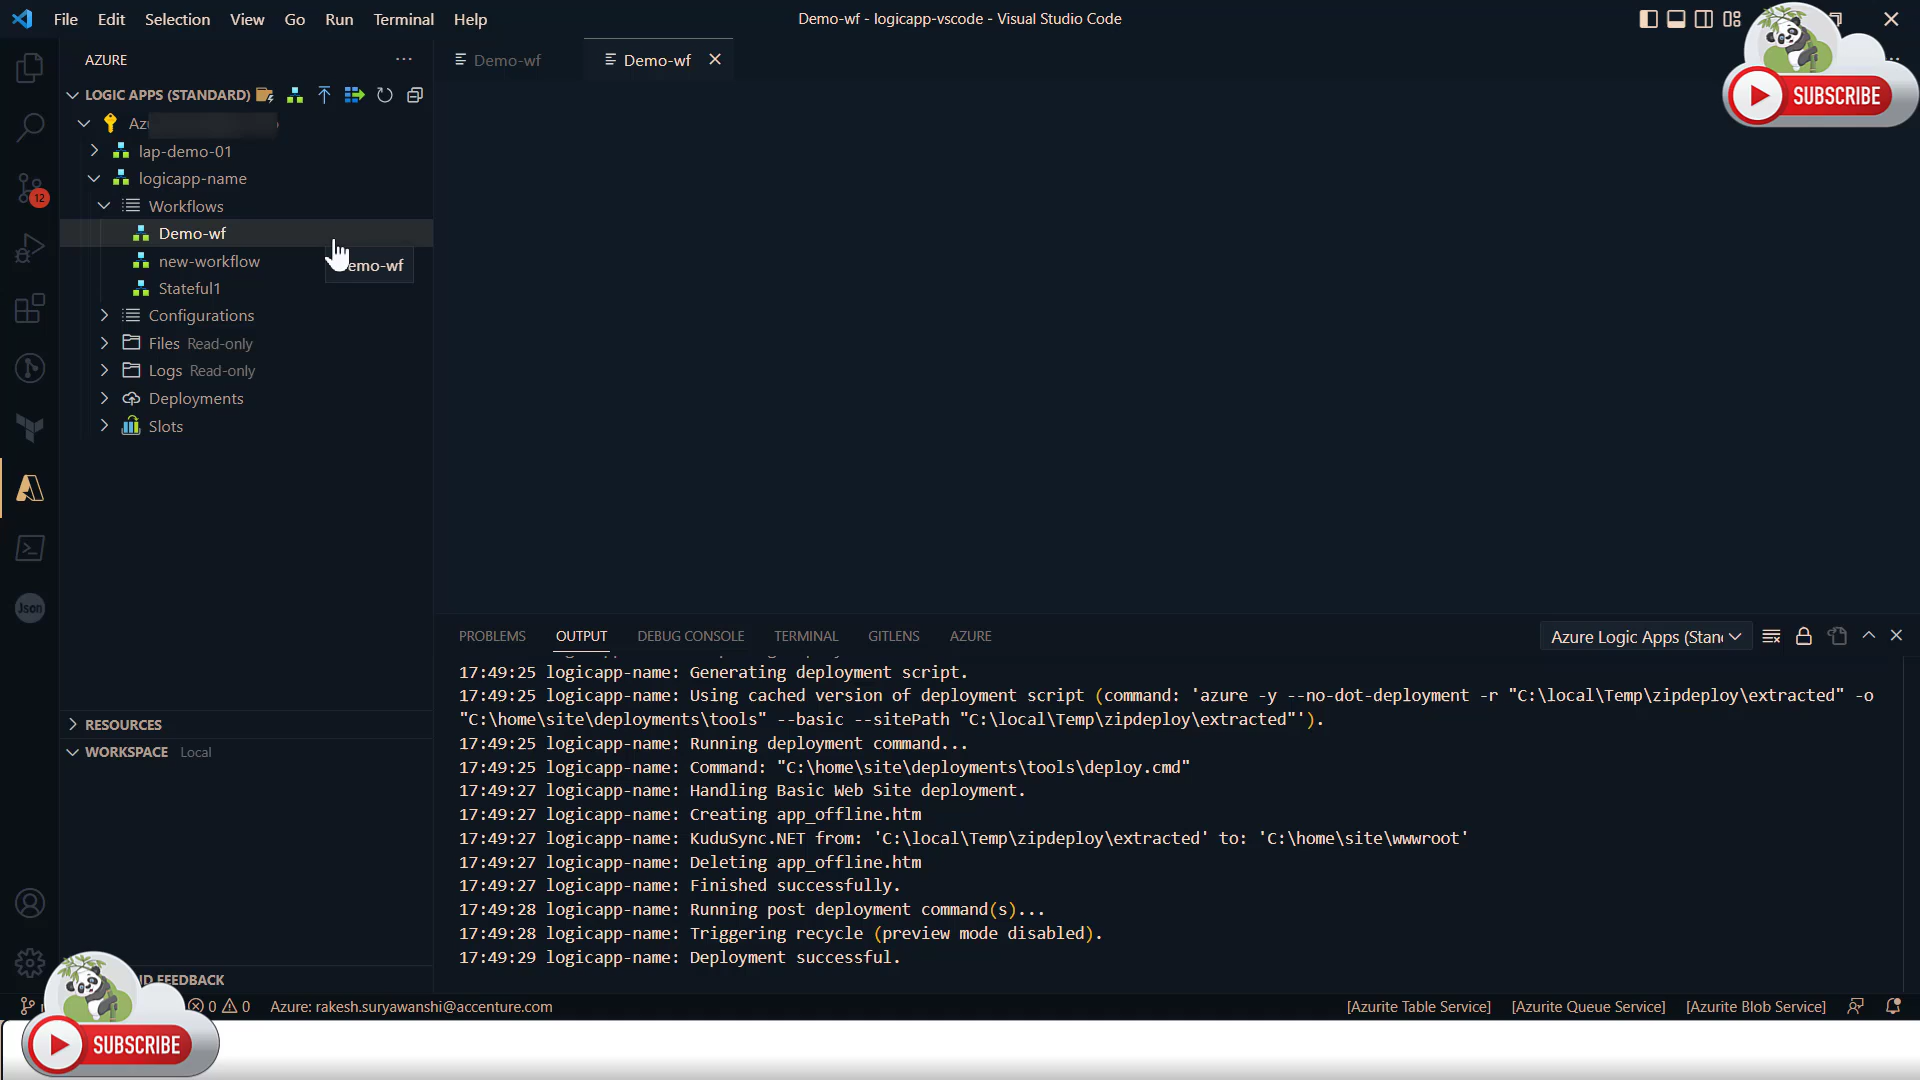 File Edit Selection View Go Run Terminal Help
Demo-wf - logicapp-vscode - Visual Studio Code
SUBSCRIBE
AZURE
Demo-wf
Demo-wf
LOGIC APPS (STANDARD)
lap-demo-01
logicapp-name
Workflows
Demo-wf
new-workflow
Stateful1
Configurations
Files Read-only
Logs Read-only
Deployments
Slots
12
Json
RESOURCES
WORKSPACE Local
FEEDBACK
PROBLEMS OUTPUT DEBUG CONSOLE TERMINAL GITLENS AZURE
Azure Logic Apps (Stan
17:49:25 logicapp-name: Generating deployment script.
17:49:25 logicapp-name: Using cached version of deployment script (command: 'azure -y --no-dot-deployment -r "C:\local\Temp\zipdeploy\extracted" -o
"C:\home\site\deployments\tools" --basic --sitePath "C:\local\Temp\zipdeploy\extracted"').
17:49:25 logicapp-name: Running deployment command...
17:49:25 logicapp-name: Command: "C:\home\site\deployments\tools\deploy.cmd"
17:49:27 logicapp-name: Handling Basic Web Site deployment.
17:49:27 logicapp-name: Creating app_offline.htm
17:49:27 logicapp-name: KuduSync.NET from: 'C:\local\Temp\zipdeploy\extracted' to: 'C:\home\site\wwwroot'
17:49:27 logicapp-name: Deleting app_offline.htm
17:49:27 logicapp-name: Finished successfully.
17:49:28 logicapp-name: Running post deployment command(s)...
17:49:28 logicapp-name: Triggering recycle (preview mode disabled).
17:49:29 logicapp-name: Deployment successful.
0 0 Azure: rakesh.suryawanshi@accenture.com
[Azurite Table Service] [Azurite Queue Service] [Azurite Blob Service]
SUBSCRIBE